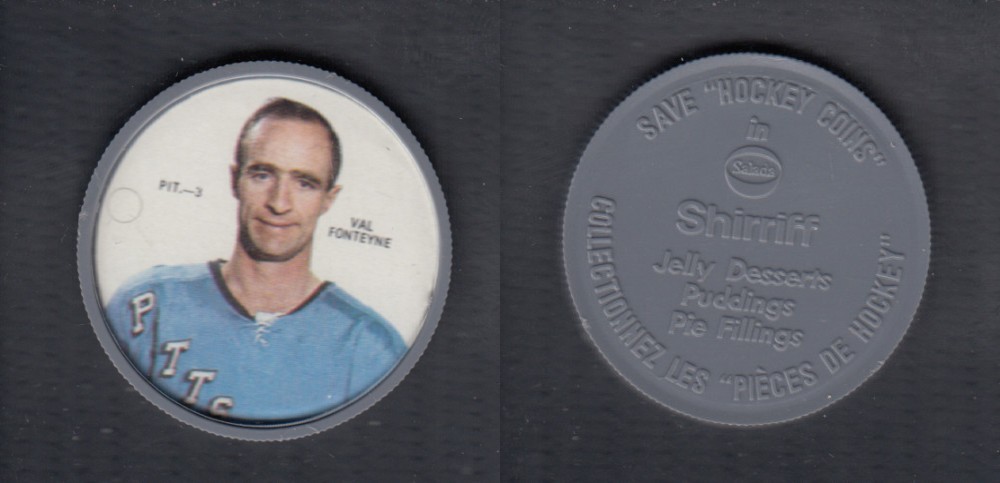 PIT.—3
VAL
FONTEYNE
PITTS
SAVE "HOCKEY COINS"
in
Salada
Shirriff
Jelly Desserts
Puddings
Pie Fillings
COLLECTIONNEZ LES "PIÈCES DE HOCKEY"